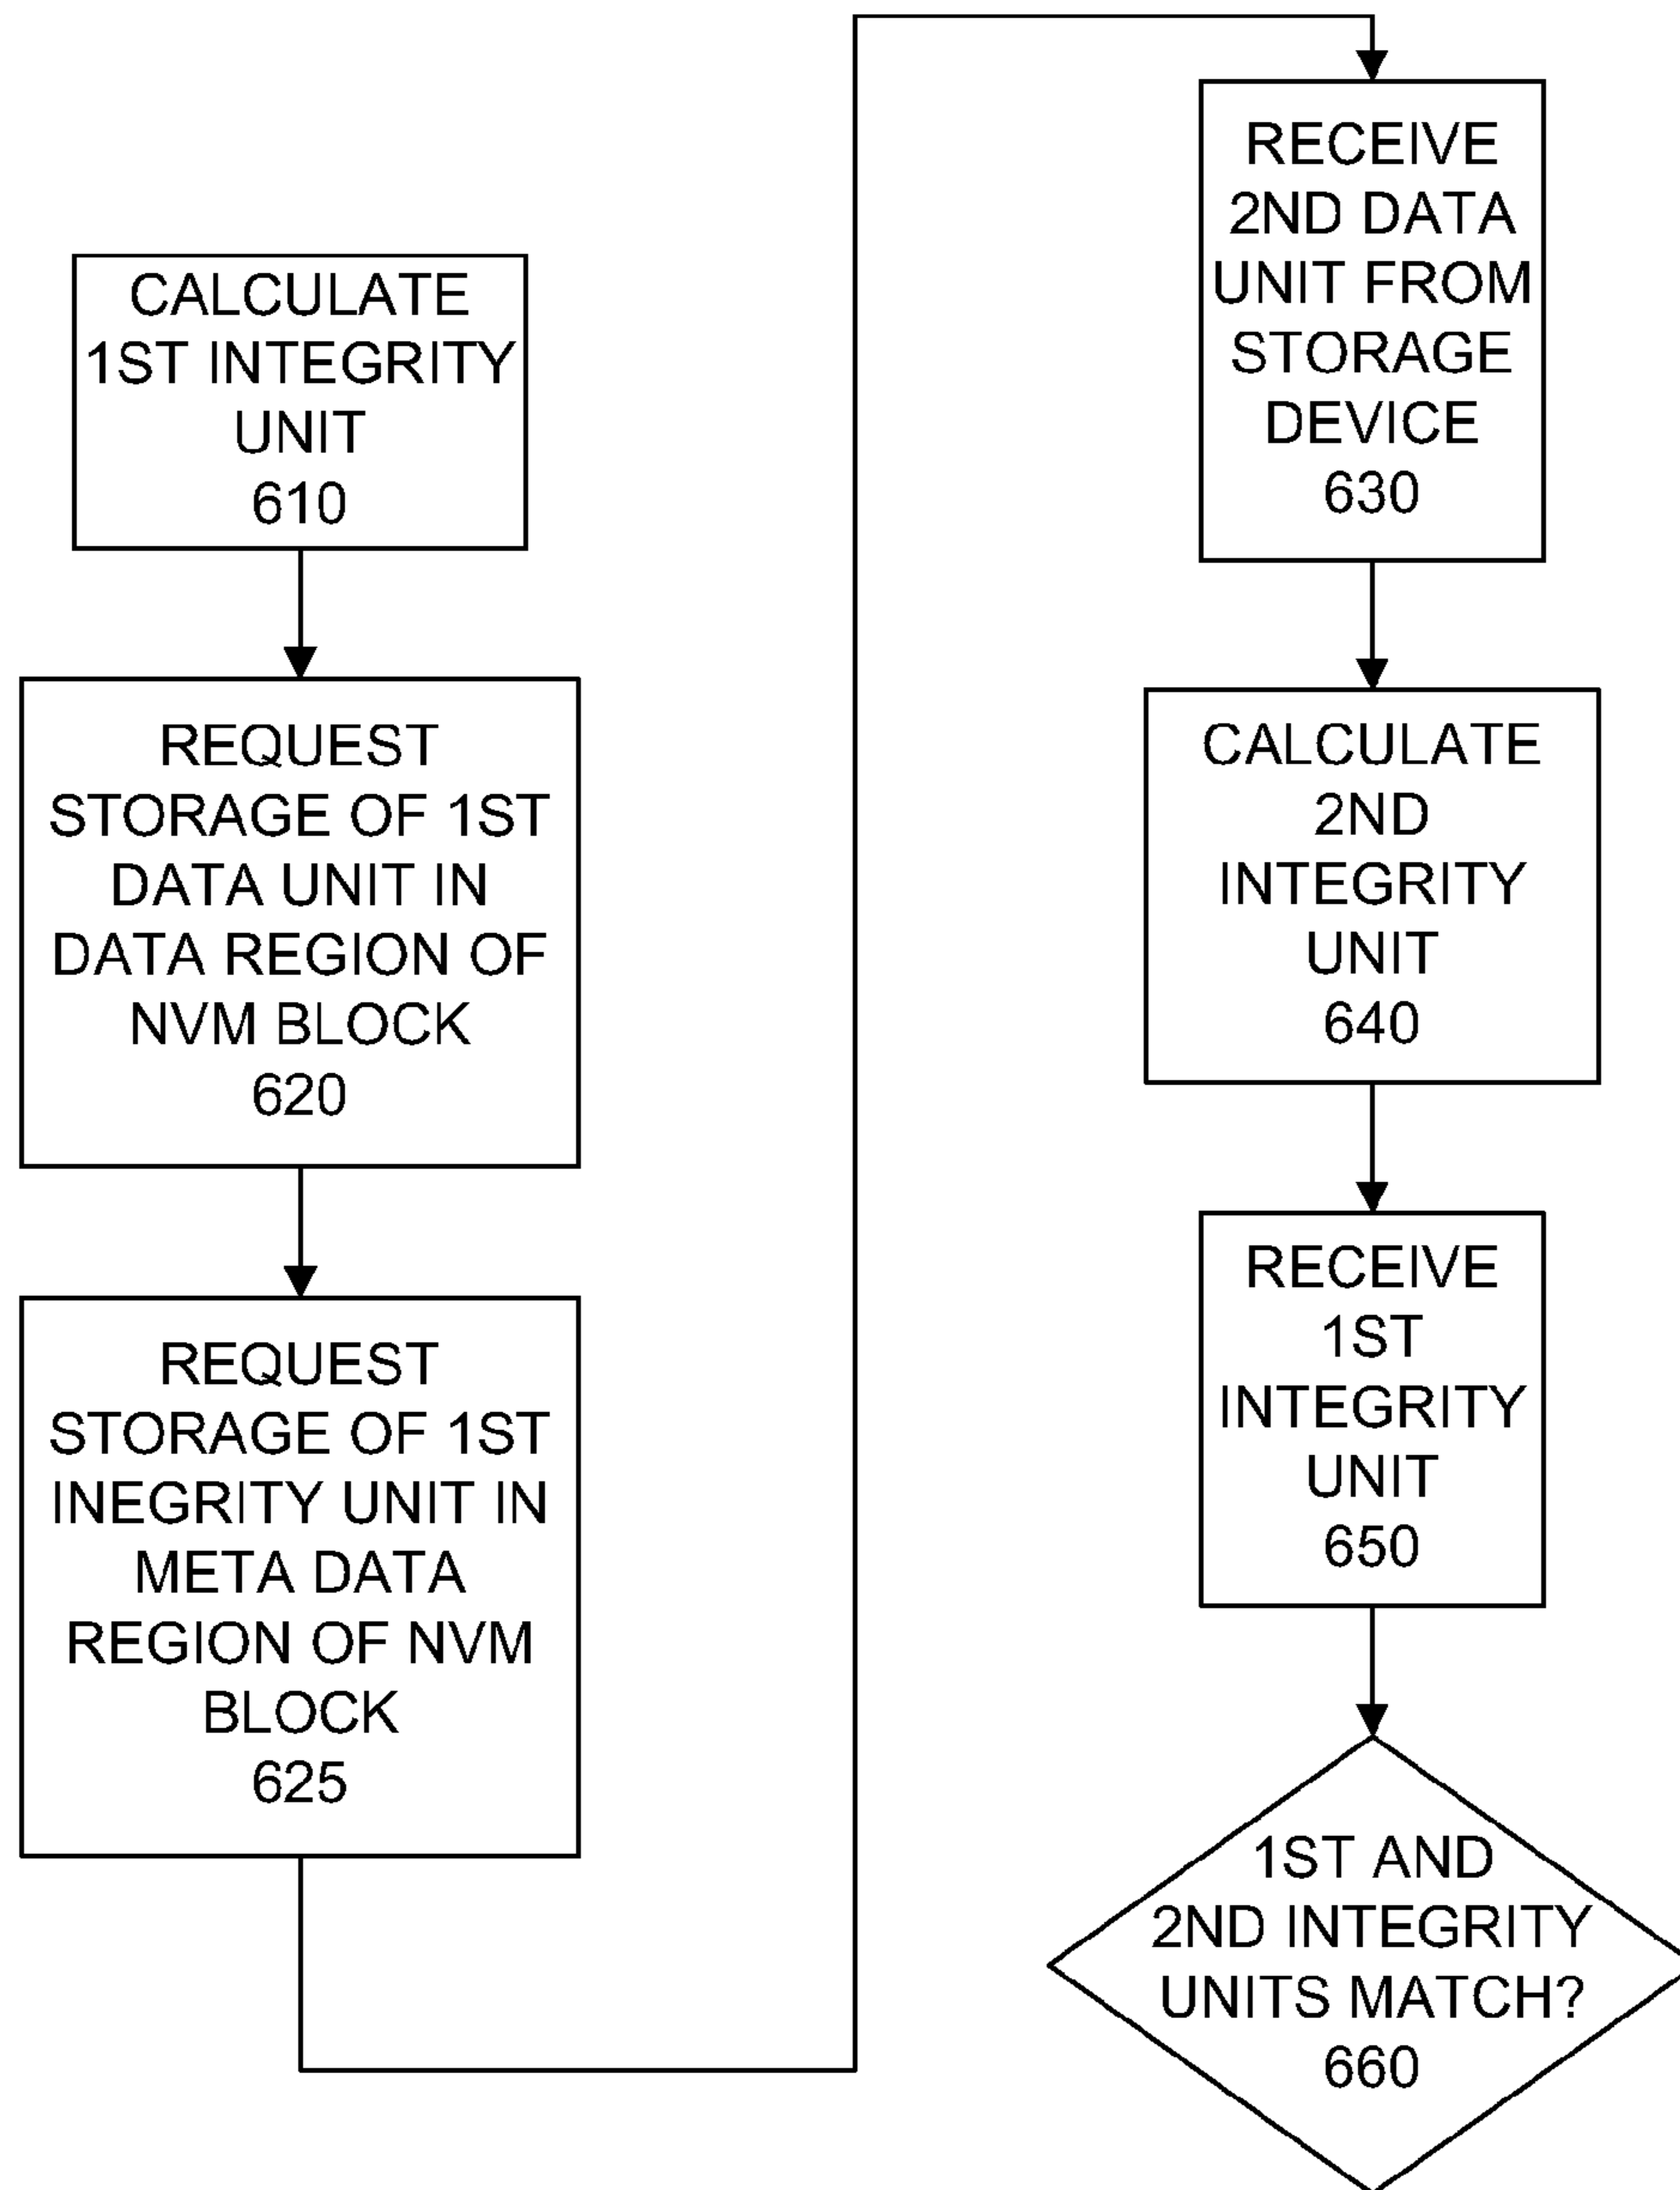 CALCULATE
1ST INTEGRITY
UNIT
610
REQUEST
STORAGE OF 1ST
DATA UNIT IN
DATA REGION OF
NVM BLOCK
620
REQUEST
STORAGE OF 1ST
INEGRITY UNIT IN
META DATA
REGION OF NVM
BLOCK
625
RECEIVE
2ND DATA
UNIT FROM
STORAGE
DEVICE
630
CALCULATE
2ND
INTEGRITY
UNIT
640
RECEIVE
1ST
INTEGRITY
UNIT
650
1ST AND
2ND INTEGRITY
UNITS MATCH?
660